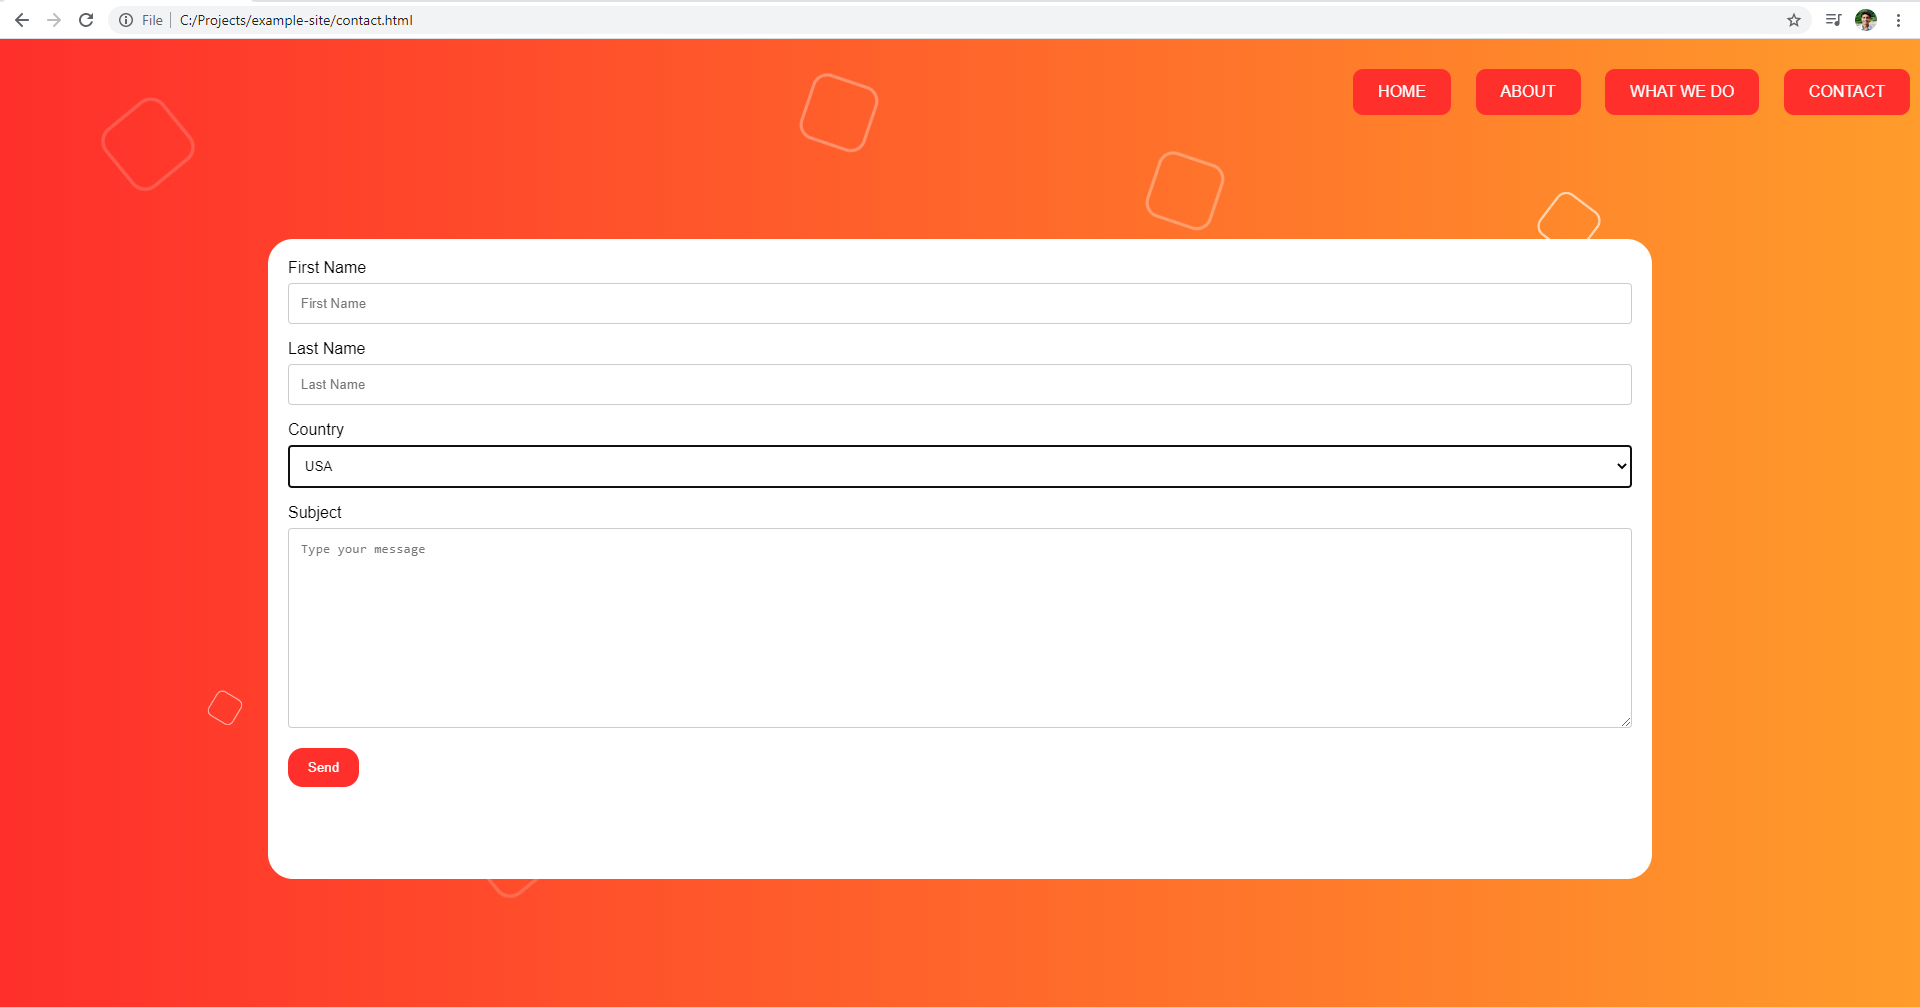 File C:/Projects/example-site/contact.html
HOME ABOUT WHAT WE DO CONTACT
First Name
First Name
Last Name
Last Name
Country
USA
Subject
Type your message
Send